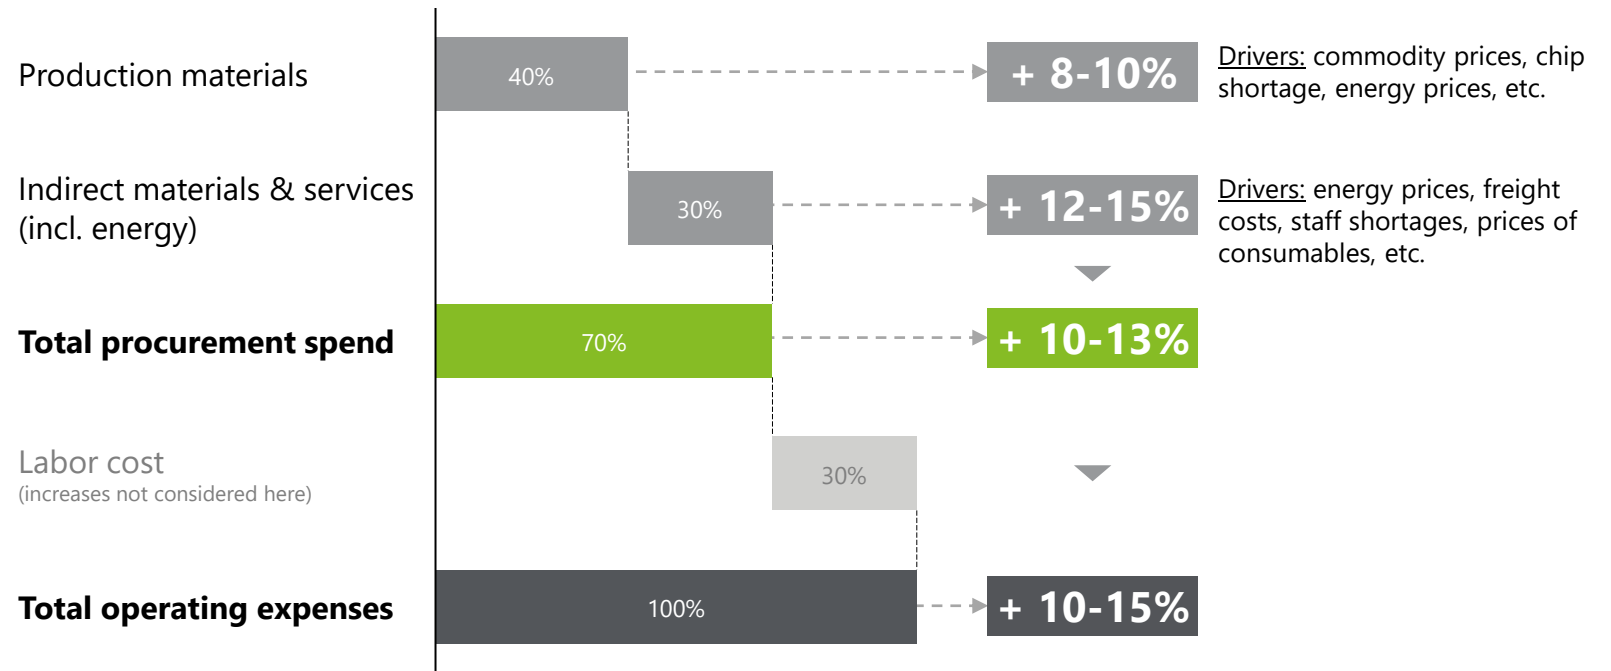 Production materials
40%
+ 8-10%
Drivers: commodity prices, chip
shortage, energy prices, etc.
Indirect materials & services
(incl. energy)
30%
+ 12-15%
Drivers: energy prices, freight
costs, staff shortages, prices of
consumables, etc.
Total procurement spend
70%
+ 10-13%
Labor cost
(increases not considered here)
30%
Total operating expenses
100%
+ 10-15%